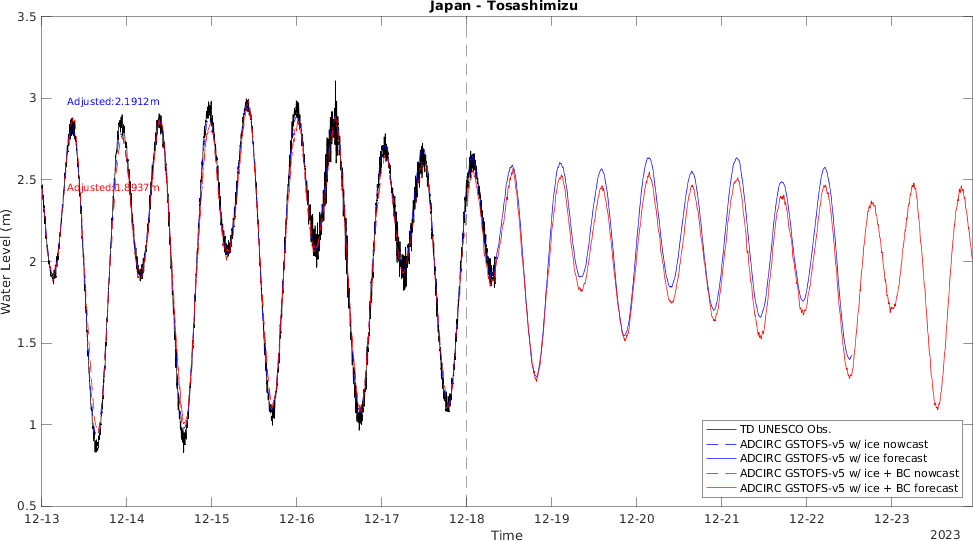 Japan - Tosashimizu
3.5
3
2.5
2
1.5
1
0.5
Water Level (m)
Adjusted:2.1912m
Adjusted:1.8937m
TD UNESCO Obs.
ADCIRC GSTOFS-v5 w/ ice nowcast
ADCIRC GSTOFS-v5 w/ ice forecast
ADCIRC GSTOFS-v5 w/ ice + BC nowcast
ADCIRC GSTOFS-v5 w/ ice + BC forecast
12-13 12-14 12-15 12-16 12-17 12-18 12-19 12-20 12-21 12-22 12-23
Time
2023